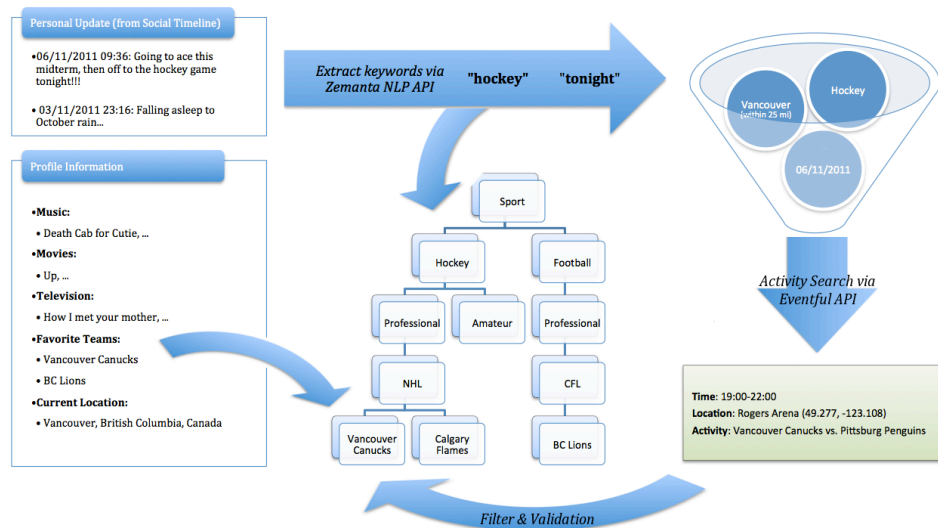 Personal Update (from Social Timeline)
•06/11/2011 09:36: Going to ace this
midterm, then off to the hockey game
tonight!!!
• 03/11/2011 23:16: Falling asleep to
October rain...
Extract keywords via
Zemanta NLP API
"hockey" "tonight"
Vancouver
(within 25 mi)
Hockey
06/11/2011
Profile Information
•Music:
• Death Cab for Cutie, ...
•Movies:
• Up, ...
•Television:
• How I met your mother, ...
•Favorite Teams:
• Vancouver Canucks
• BC Lions
•Current Location:
• Vancouver, British Columbia, Canada
Sport
Hockey Football
Professional Amateur Professional
NHL CFL
Vancouver
Canucks
Calgary
Flames
BC Lions
Activity Search via
Eventful API
Time: 19:00-22:00
Location: Rogers Arena (49.277, -123.108)
Activity: Vancouver Canucks vs. Pittsburg Penguins
Filter & Validation